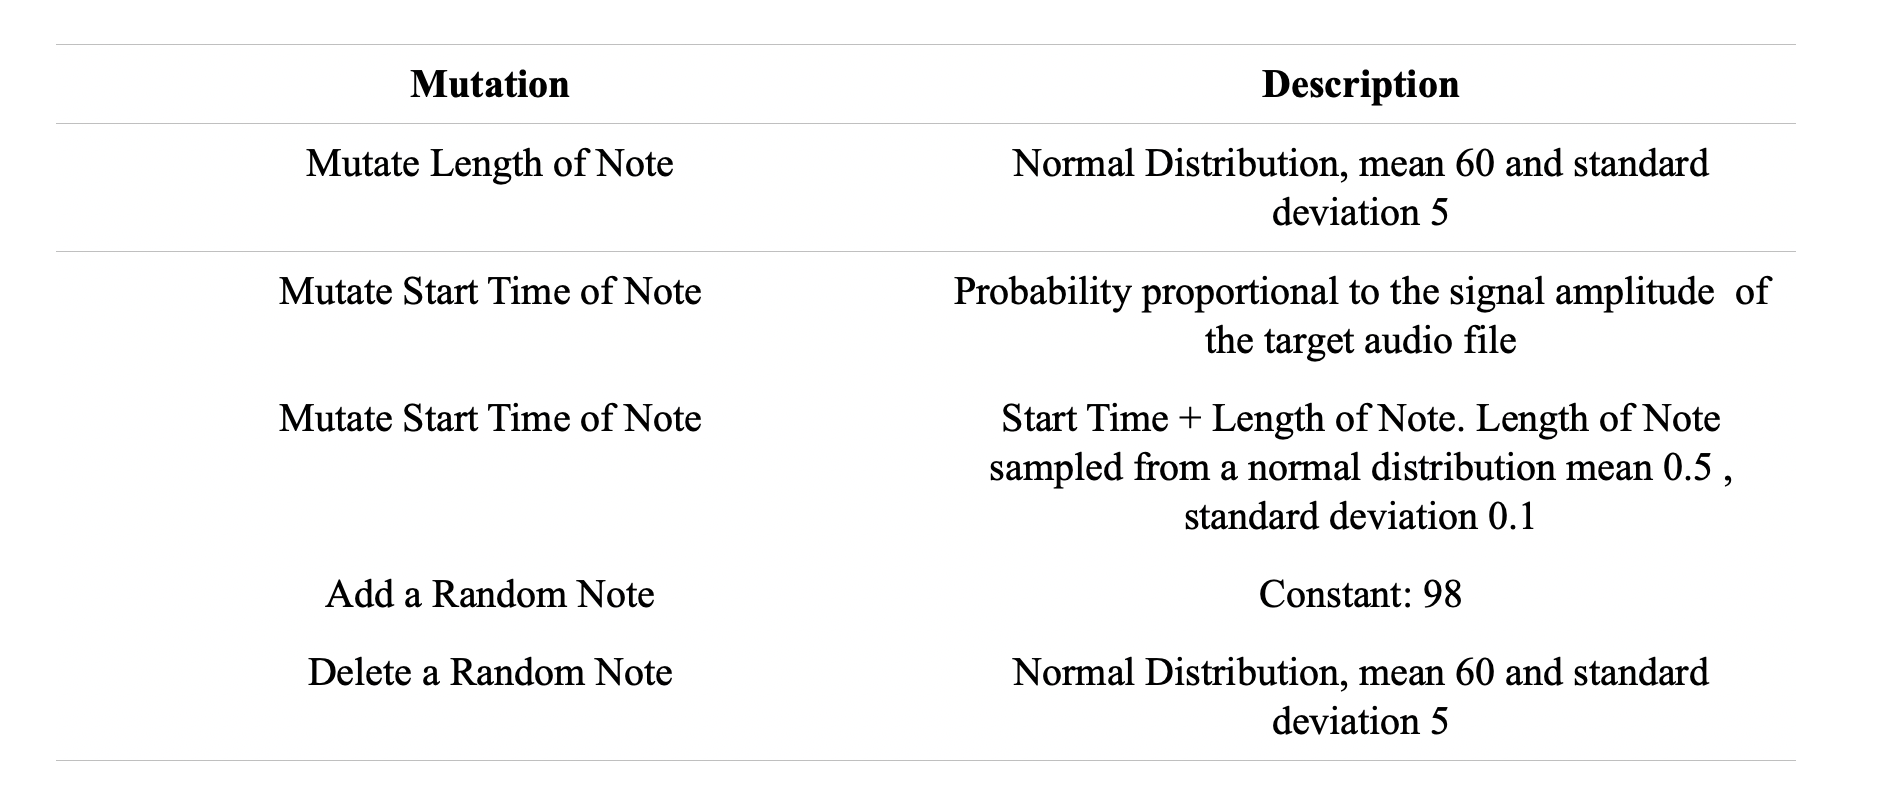 Mutation Description
Mutate Length of Note Normal Distribution, mean 60 and standard
deviation 5
Mutate Start Time of Note Probability proportional to the signal amplitude  of
the target audio file
Mutate Start Time of Note Start Time + Length of Note. Length of Note
sampled from a normal distribution mean 0.5 ,
standard deviation 0.1
Add a Random Note Constant: 98
Delete a Random Note Normal Distribution, mean 60 and standard
deviation 5